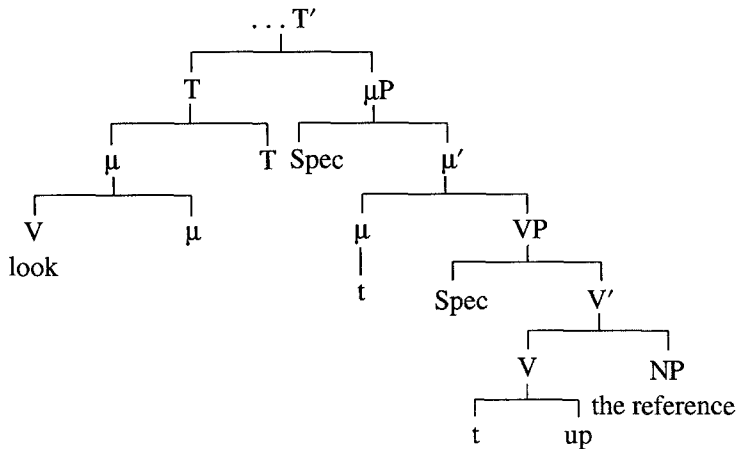 . . . T′
T μP
μ T Spec μ′
V μ μ VP
look
t Spec V′
V NP
the reference
t up